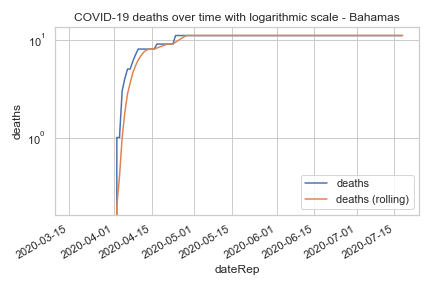 COVID-19 deaths over time with logarithmic scale - Bahamas
10¹
10⁰
deaths
deaths
deaths (rolling)
2020-03-15
2020-04-01
2020-04-15
2020-05-01
2020-05-15
2020-06-01
2020-06-15
2020-07-01
2020-07-15
dateRep